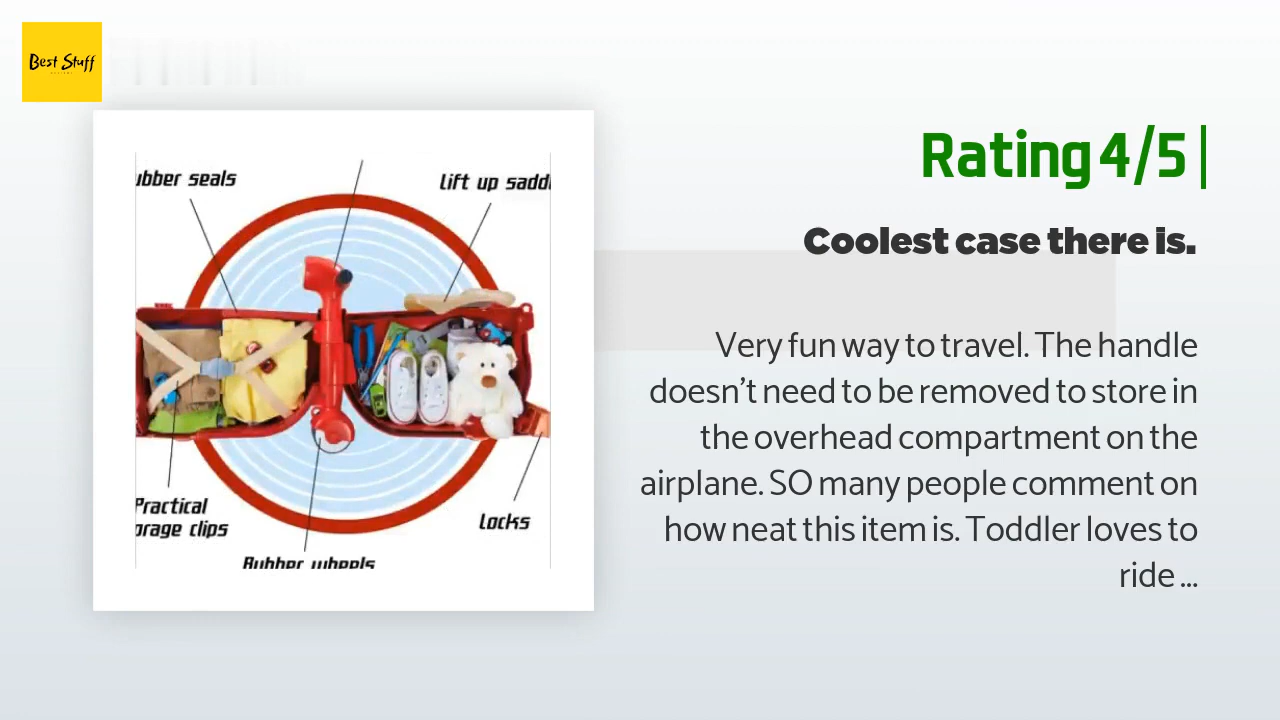 Best Stuff
ubber seals
lift up sadd
Practical
orage clips
Rubber wheels
locks
Rating 4/5 |
Coolest case there is.
Very fun way to travel. The handle
doesn't need to be removed to store in
the overhead compartment on the
airplane. SO many people comment on
how neat this item is. Toddler loves to
ride ...